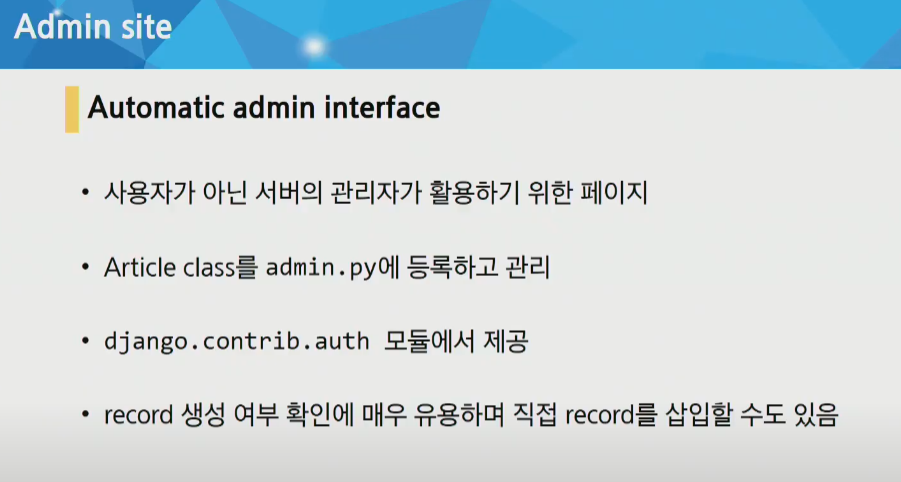 Admin site
Automatic admin interface
• 사용자가 아닌 서버의 관리자가 활용하기 위한 페이지
• Article class를 admin.py에 등록하고 관리
• django.contrib.auth 모듈에서 제공
• record 생성 여부 확인에 매우 유용하며 직접 record를 삽입할 수도 있음